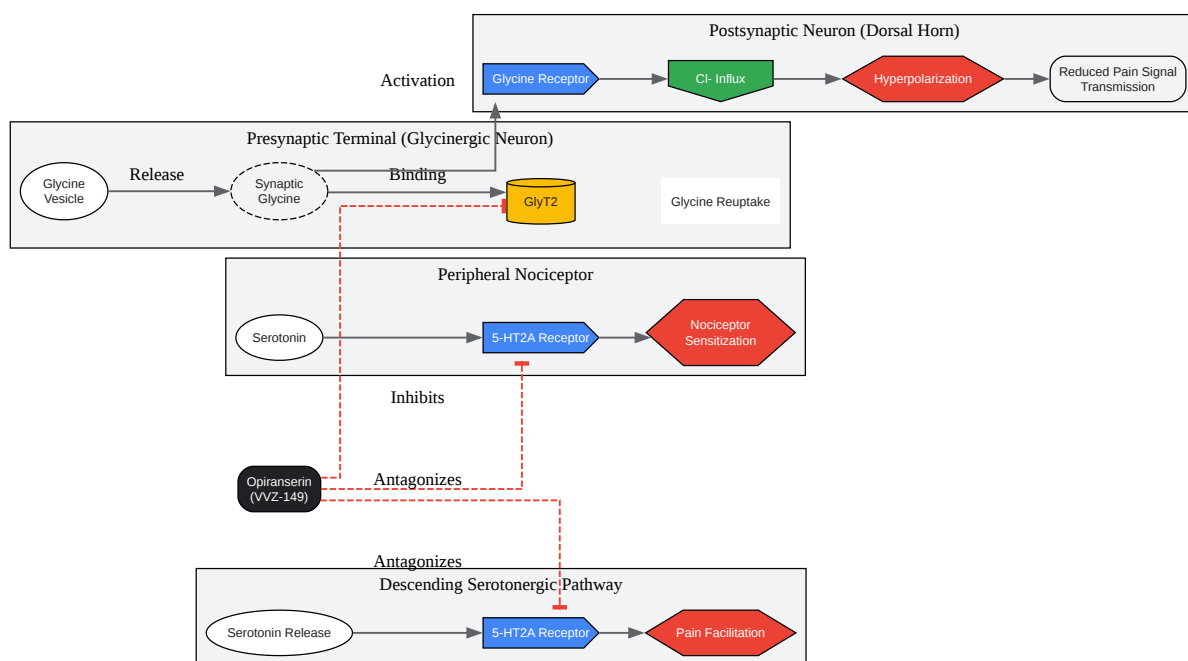 Postsynaptic Neuron (Dorsal Horn)
Activation
Glycine Receptor
Cl- Influx
Hyperpolarization
Reduced Pain Signal
Transmission
Presynaptic Terminal (Glycinergic Neuron)
Glycine
Vesicle
Release
Synaptic
Glycine
Binding
GlyT2
Glycine Reuptake
Peripheral Nociceptor
Serotonin
5-HT2A Receptor
Nociceptor
Sensitization
Inhibits
Opiranserin
(VVZ-149)
Antagonizes
Antagonizes
Descending Serotonergic Pathway
Serotonin Release
5-HT2A Receptor
Pain Facilitation